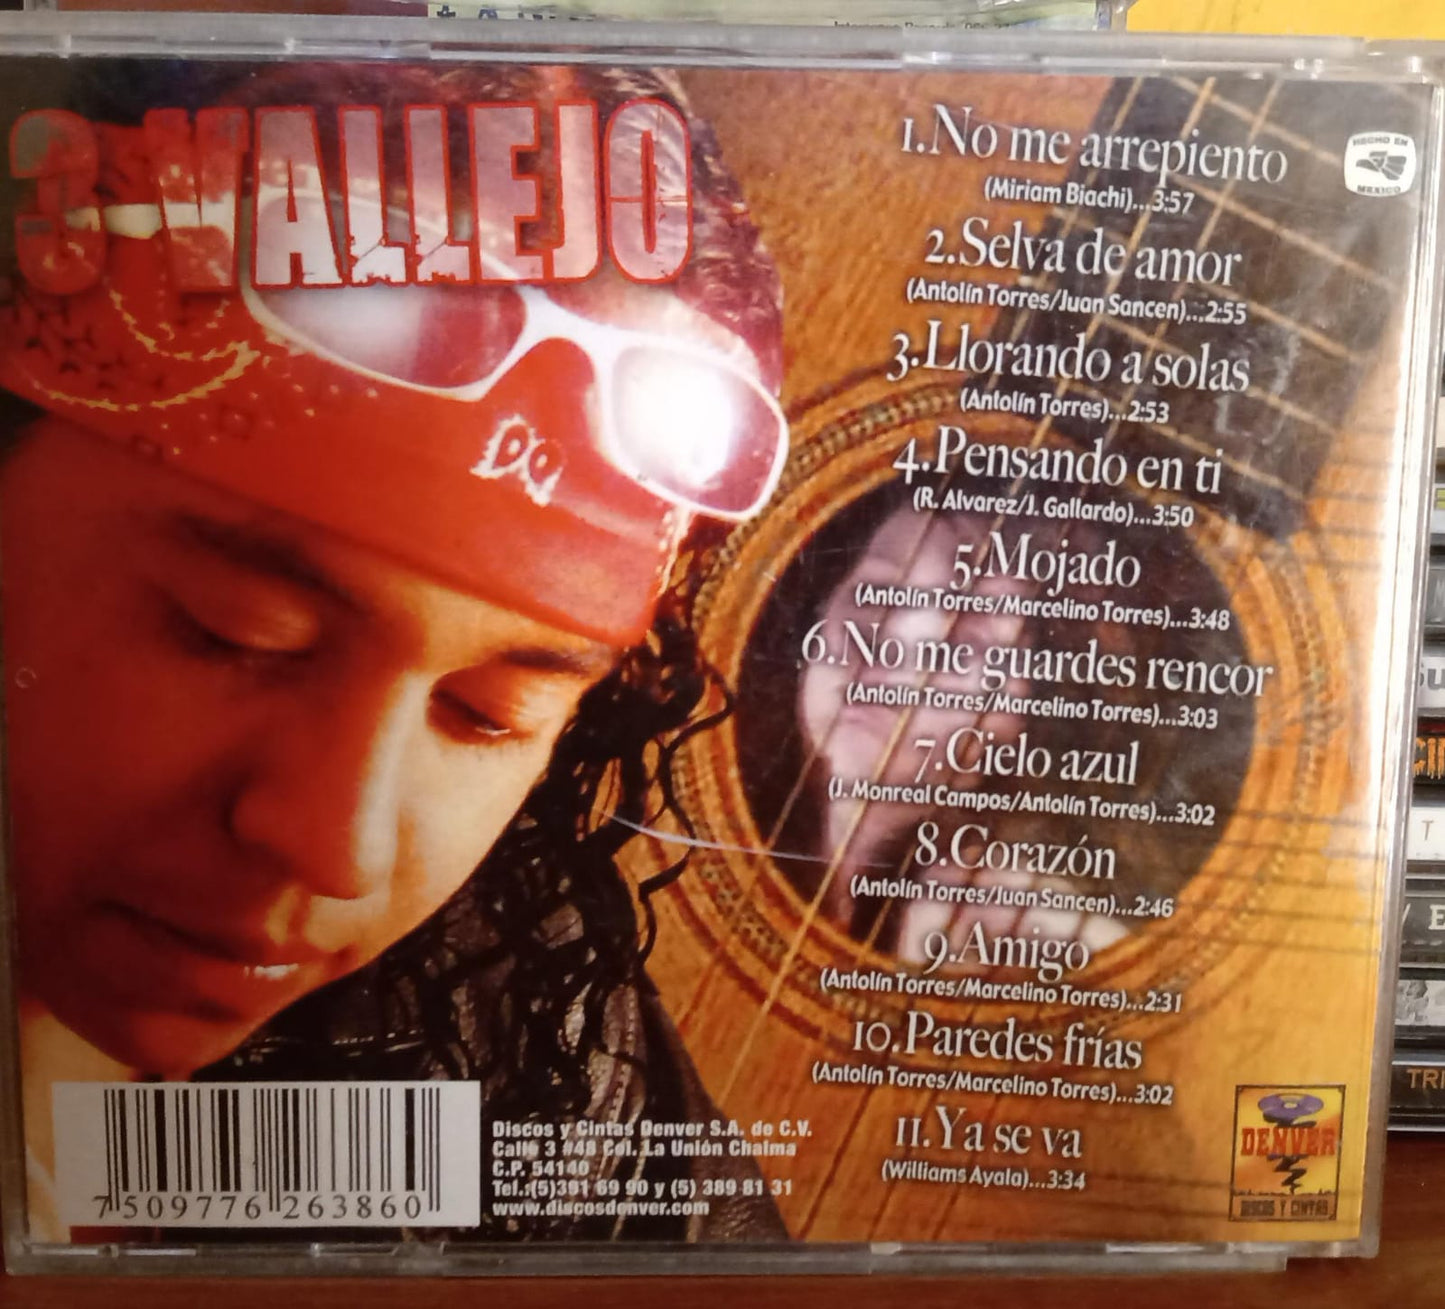 3 VALLEJO
1.No me arrepiento
(Miriam Biachi)...3:57
HECHO EN
MEXICO
2.Selva de amor
(Antolín Torres/Juan Sancen)...2:55
3.Llorando a solas
(Antolín Torres)...2:53
4.Pensando en ti
(R. Alvarez/J. Gallardo)...3:50
5.Mojado
(Antolín Torres/Marcelino Torres)...3:48
6.No me guardes rencor
(Antolín Torres/Marcelino Torres)...3:03
7.Cielo azul
(J. Monreal Campos/Antolín Torres)...3:02
8.Corazón
(Antolín Torres/Juan Sancen)...2:46
9.Amigo
(Antolín Torres/Marcelino Torres)...2:31
10.Paredes frías
(Antolín Torres/Marcelino Torres)...3:02
11.Ya se va
(Williams Ayala)...3:34
7 509776 263860
Discos y Cintas Denver S.A. de C.V.
Calle 3 #48 Col. La Unión Chalma
C.P. 54140
Tel.:(5)391 69 90 y (5) 389 81 31
www.discosdenver.com
DENVER
DISCOS Y CINTAS